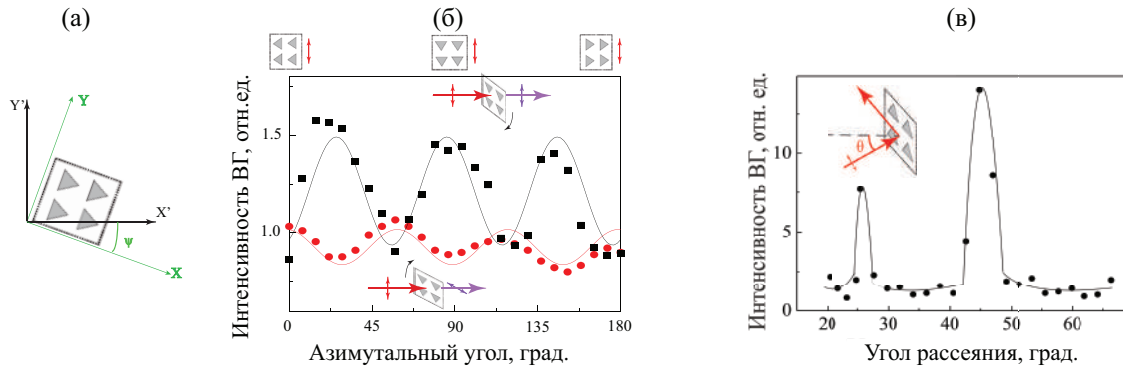 (а)
Y'
Y
X'
ψ
X
(б)
Интенсивность ВГ, отн.ед.
1.5
1.0
0
45
90
135
180
Азимутальный угол, град.
(в)
Интенсивность ВГ, отн. ед.
10
5
0
θ
20
30
40
50
60
Угол рассеяния, град.